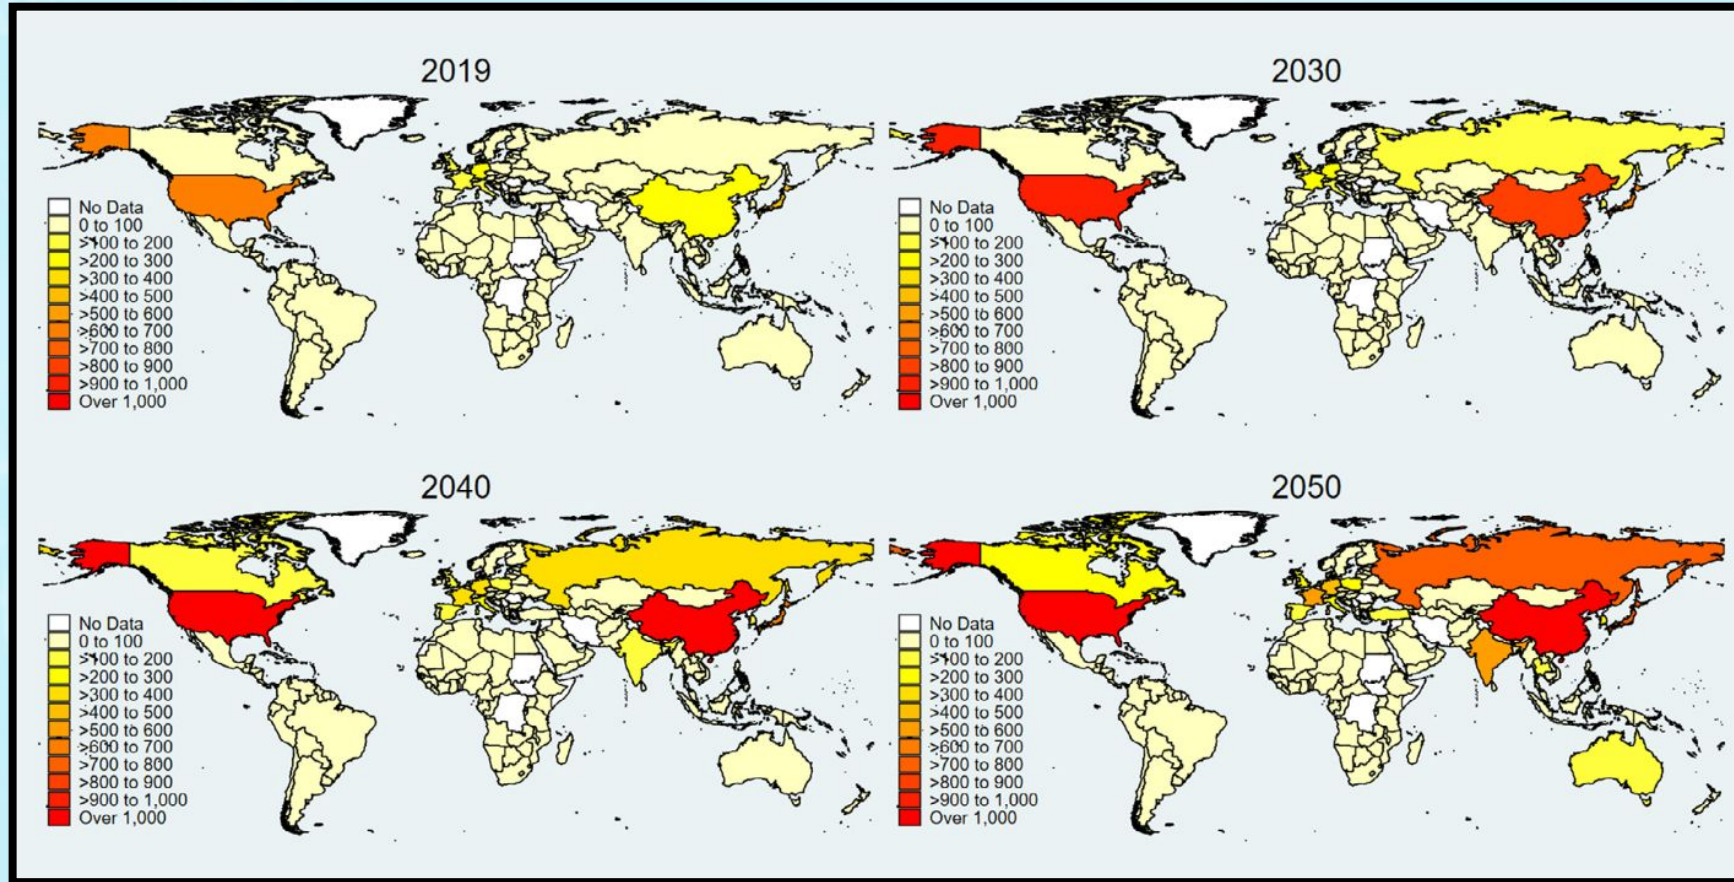 2019
No Data
0 to 100
>100 to 200
>200 to 300
>300 to 400
>400 to 500
>500 to 600
>600 to 700
>700 to 800
>800 to 900
>900 to 1,000
Over 1,000
2030
No Data
0 to 100
>100 to 200
>200 to 300
>300 to 400
>400 to 500
>500 to 600
>600 to 700
>700 to 800
>800 to 900
>900 to 1,000
Over 1,000
2040
No Data
0 to 100
>100 to 200
>200 to 300
>300 to 400
>400 to 500
>500 to 600
>600 to 700
>700 to 800
>800 to 900
>900 to 1,000
Over 1,000
2050
No Data
0 to 100
>100 to 200
>200 to 300
>300 to 400
>400 to 500
>500 to 600
>600 to 700
>700 to 800
>800 to 900
>900 to 1,000
Over 1,000